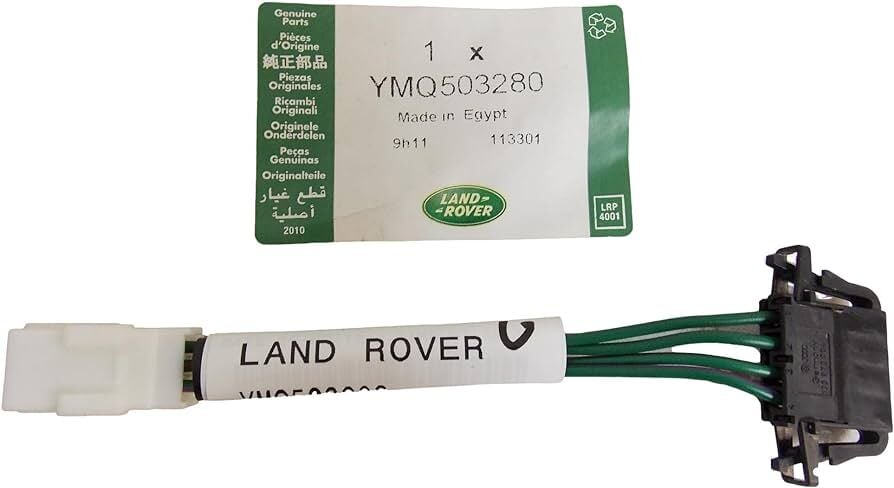 Genuine
Parts
Pièces
d'Origine
純正部品
Piezas
Originales
Ricambi
Originali
Originele
Onderdelen
Peças
Genuinas
Originalteile
قطع غيار
أصلية
2010
1 x
YMQ503280
Made in Egypt
9h11 113301
LAND
ROVER
LRP
4001
LAND ROVER